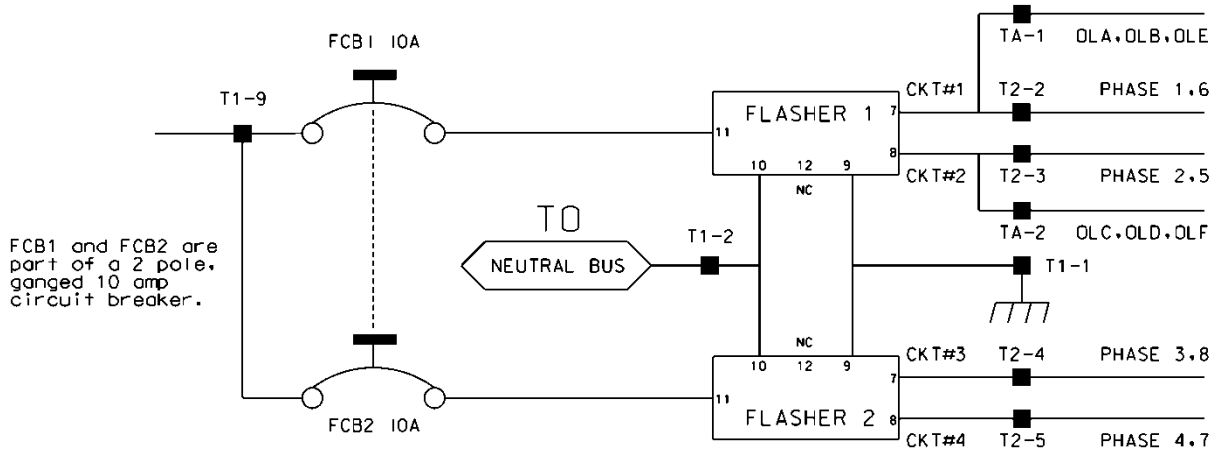 FCB1 10A
T1-9
TA-1 OLA.OLB.OLE
CKT#1 T2-2 PHASE 1.6
FLASHER 1
7
11
8
10 12 9
NC
CKT#2 T2-3 PHASE 2.5
TA-2 OLC.OLD.OLF
TO
NEUTRAL BUS
T1-2
T1-1
FCB1 and FCB2 are
part of a 2 pole.
ganged 10 amp
circuit breaker.
NC
10 12 9
CKT#3 T2-4 PHASE 3.8
7
11
FLASHER 2
8
FCB2 10A
CKT#4 T2-5 PHASE 4.7